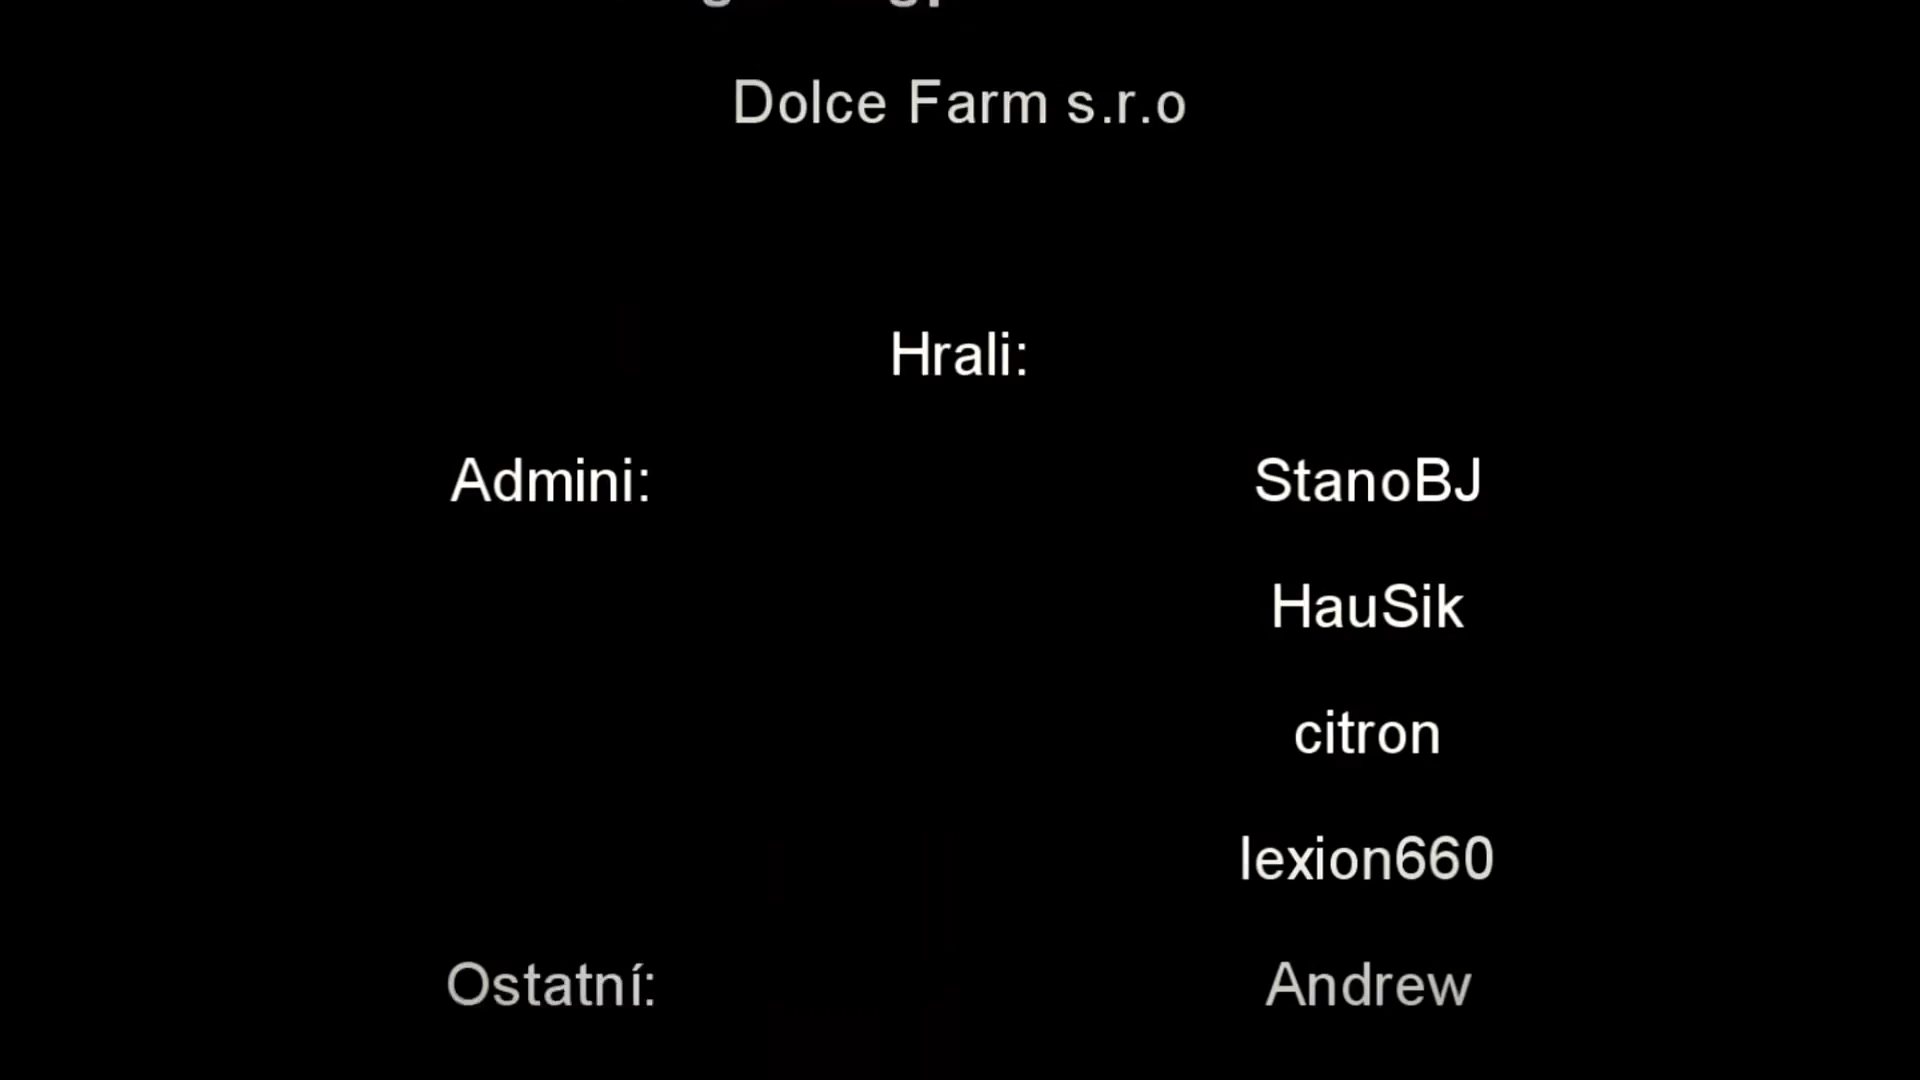 Dolce Farm s.r.o
Hrali:
Admini: StanoBJ
HauSik
citron
lexion660
Ostatní: Andrew